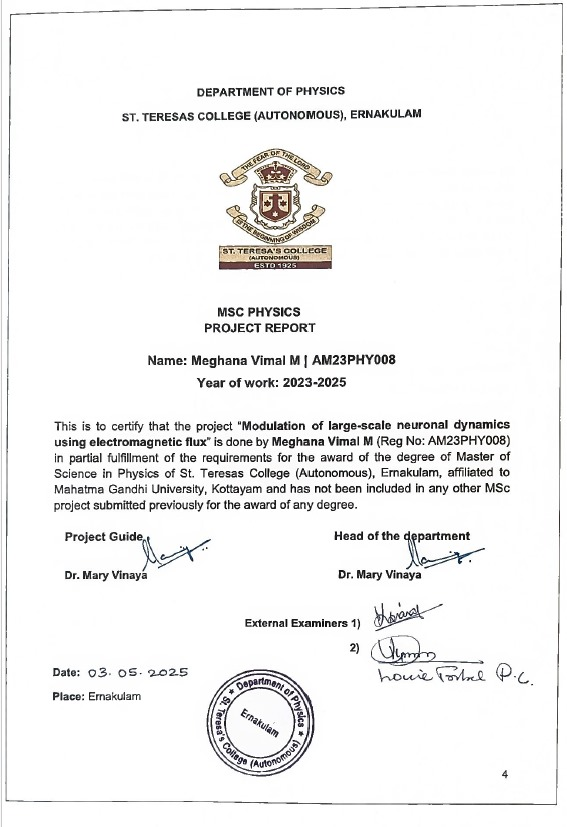 DEPARTMENT OF PHYSICS
ST. TERESAS COLLEGE (AUTONOMOUS), ERNAKULAM
THE FEAR OF THE LORD
IS THE BEGINNING OF WISDOM
ST. TERESA'S COLLEGE
(AUTONOMOUS)
ESTD 1925
MSC PHYSICS
PROJECT REPORT
Name: Meghana Vimal M | AM23PHY008
Year of work: 2023-2025
This is to certify that the project "Modulation of large-scale neuronal dynamics
using electromagnetic flux" is done by Meghana Vimal M (Reg No: AM23PHY008)
in partial fulfillment of the requirements for the award of the degree of Master of
Science in Physics of St. Teresas College (Autonomous), Ernakulam, affiliated to
Mahatma Gandhi University, Kottayam and has not been included in any other MSc
project submitted previously for the award of any degree.
Project Guide
Head of the department
Dr. Mary Vinaya
Dr. Mary Vinaya
External Examiners 1)
2)
P.C.
Date: 03.05.2025
Place: Ernakulam
Department of Physics
Ernakulam
St. Teresa's College (Autonomous)
4